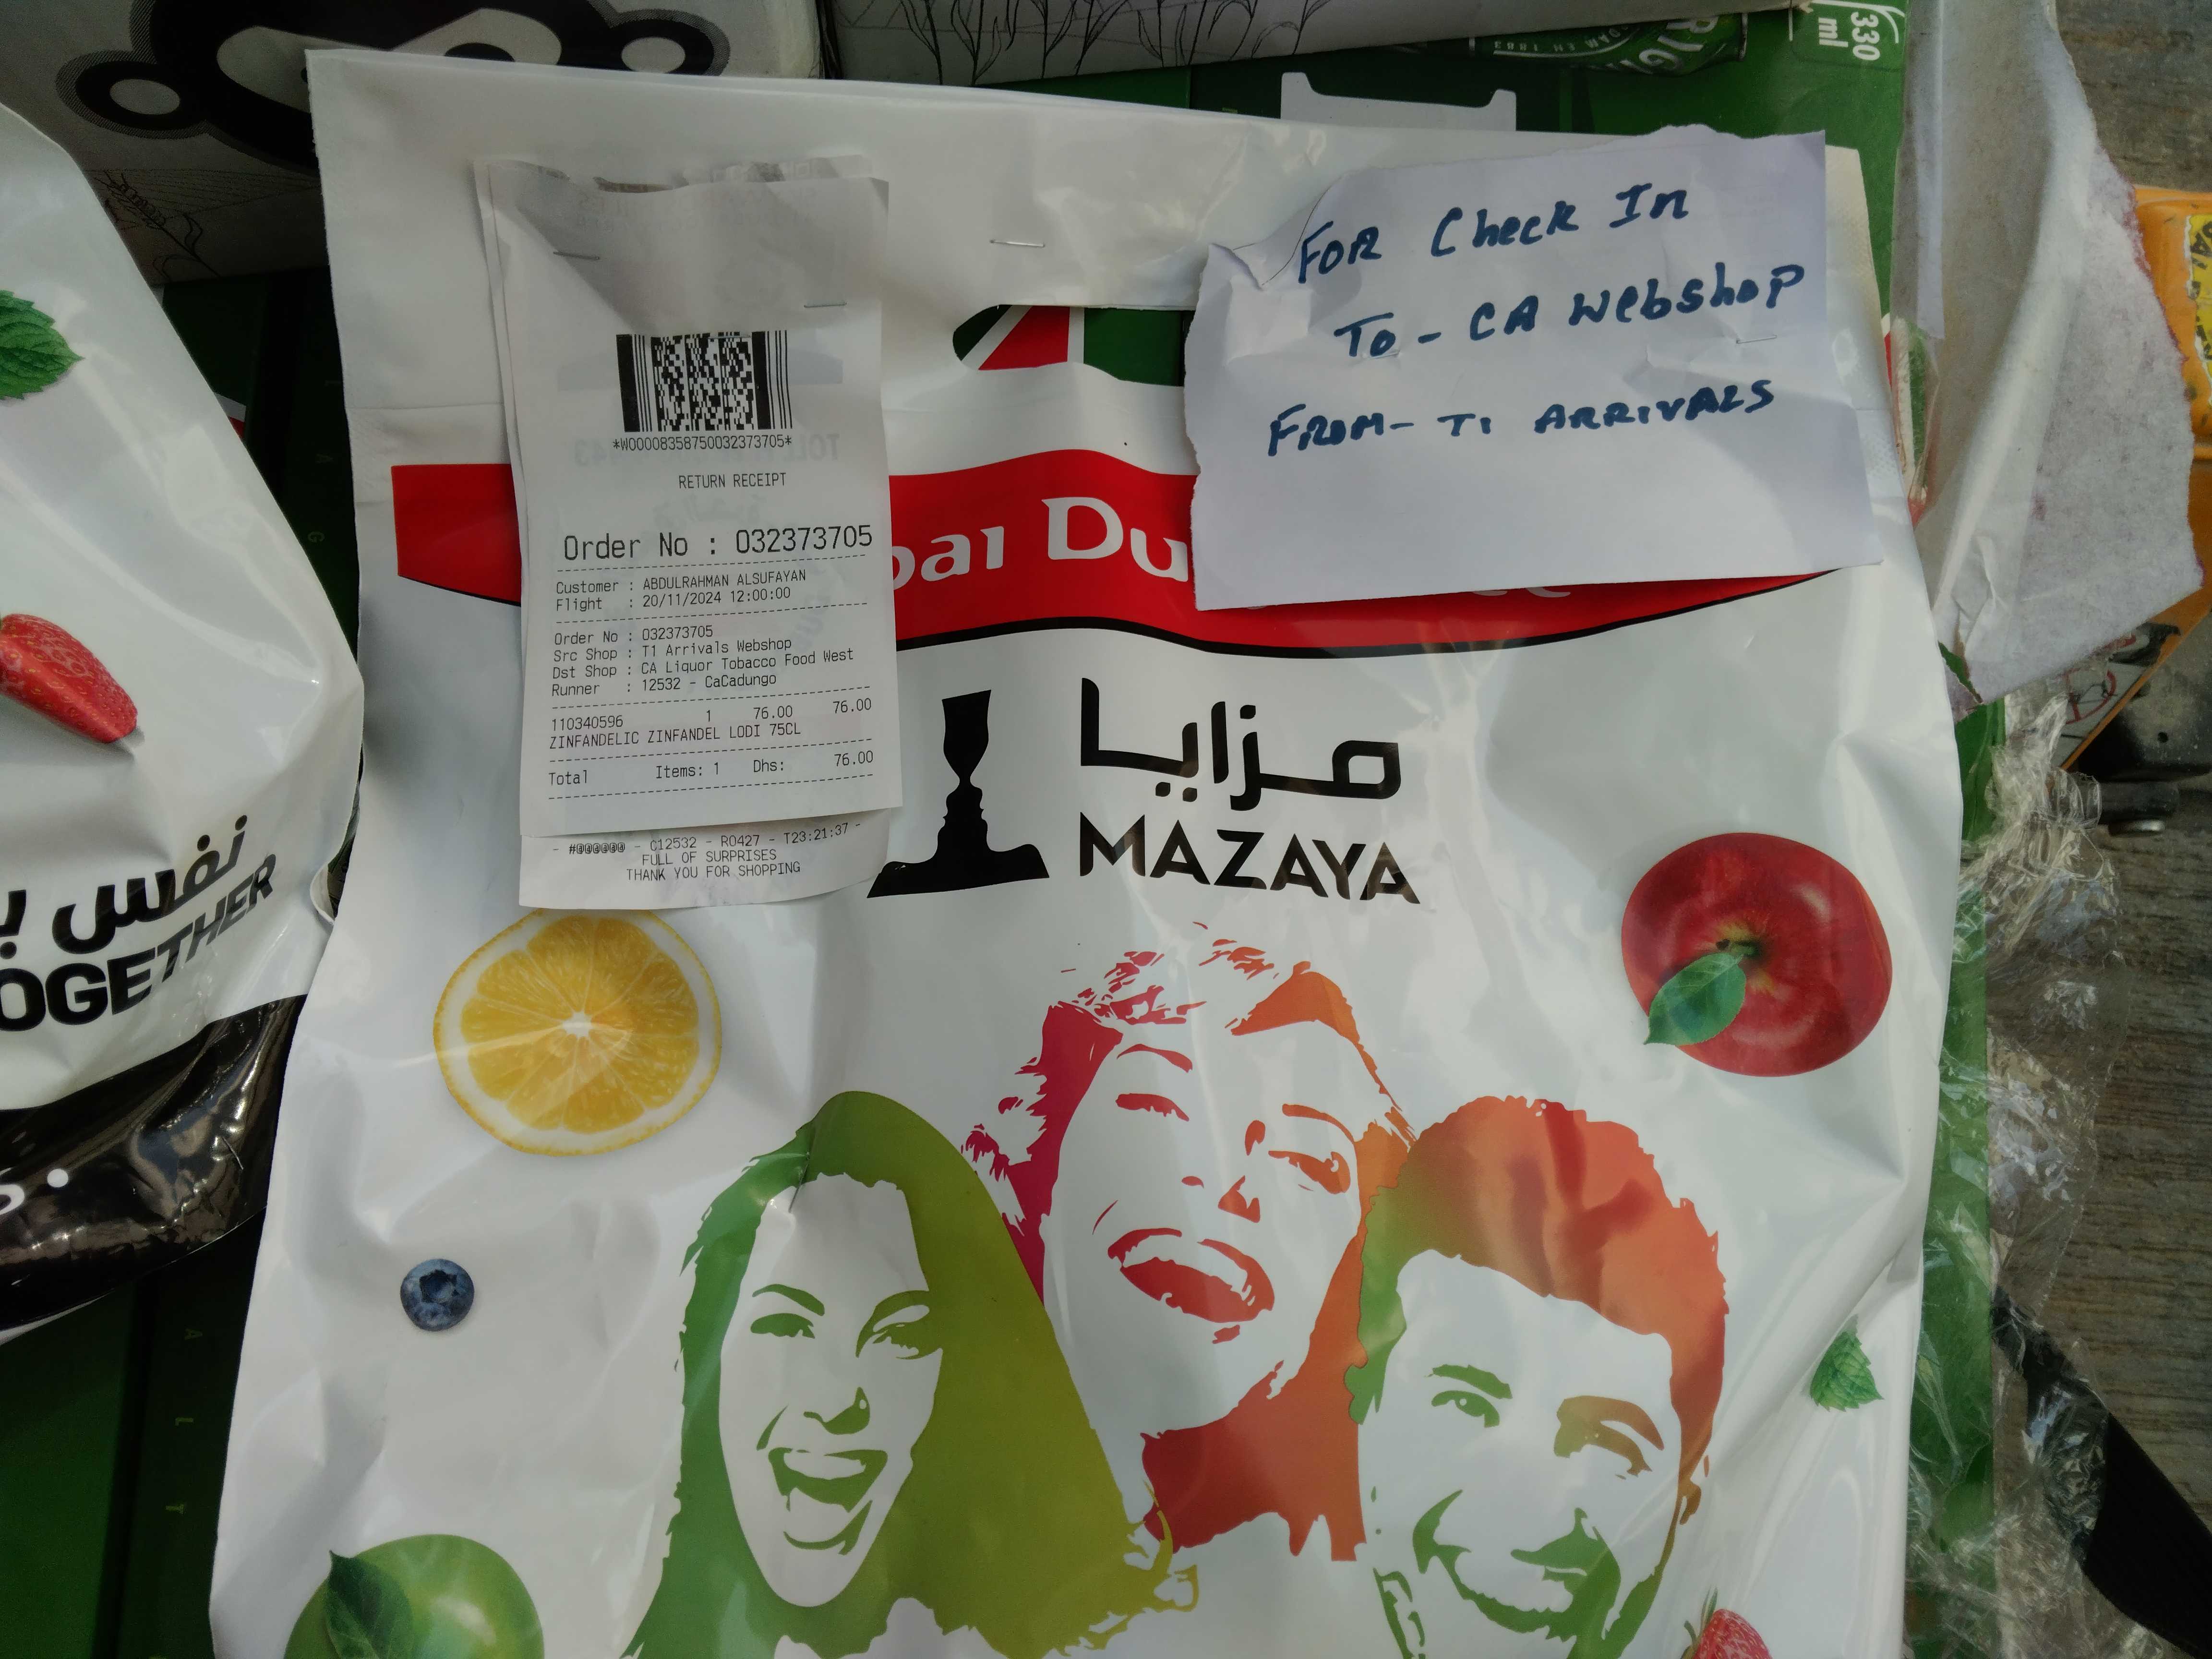 330
ml
*W00008358750032373705*
RETURN RECEIPT
Order No : 032373705
Customer : ABDULRAHMAN ALSUFAYAN
Flight : 20/11/2024 12:00:00
Order No : 032373705
Src Shop : T1 Arrivals Webshop
Dst Shop : CA Liquor Tobacco Food West
Runner : 12532 - CaCadungo
110340596 1 76.00 76.00
ZINFANDELIC ZINFANDEL LODI 75CL
Total Items: 1 Dhs: 76.00
C12532 - R0427 - T23:21:37 -
FULL OF SURPRISES
THANK YOU FOR SHOPPING
FOR Check In
To - CA Webshop
FROM - T1 ARRIVALS
bai Du
مزايا
MAZAYA
نفس
OGETHER